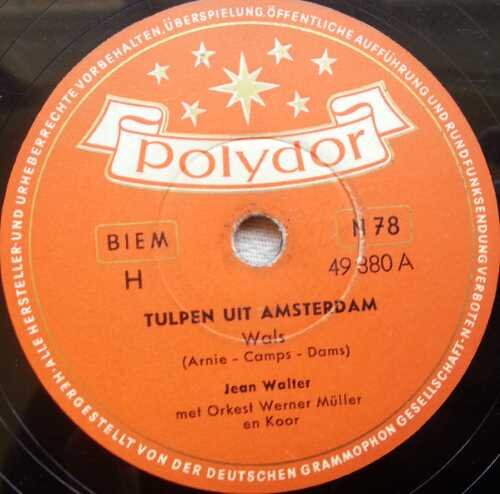 ALLE HERSTELLER- UND URHEBERRECHTE VORBEHALTEN. ÜBERSPIELUNG, ÖFFENTLICHE AUFFÜHRUNG UND RUNDFUNKSENDUNG VERBOTEN.
polydor
BIEM
N 78
H
49 380 A
TULPEN UIT AMSTERDAM
Wals
(Arnie - Camps - Dams)
Jean Walter
met Orkest Werner Müller
en Koor
HERGESTELLT VON DER DEUTSCHEN GRAMMOPHON GESELLSCHAFT